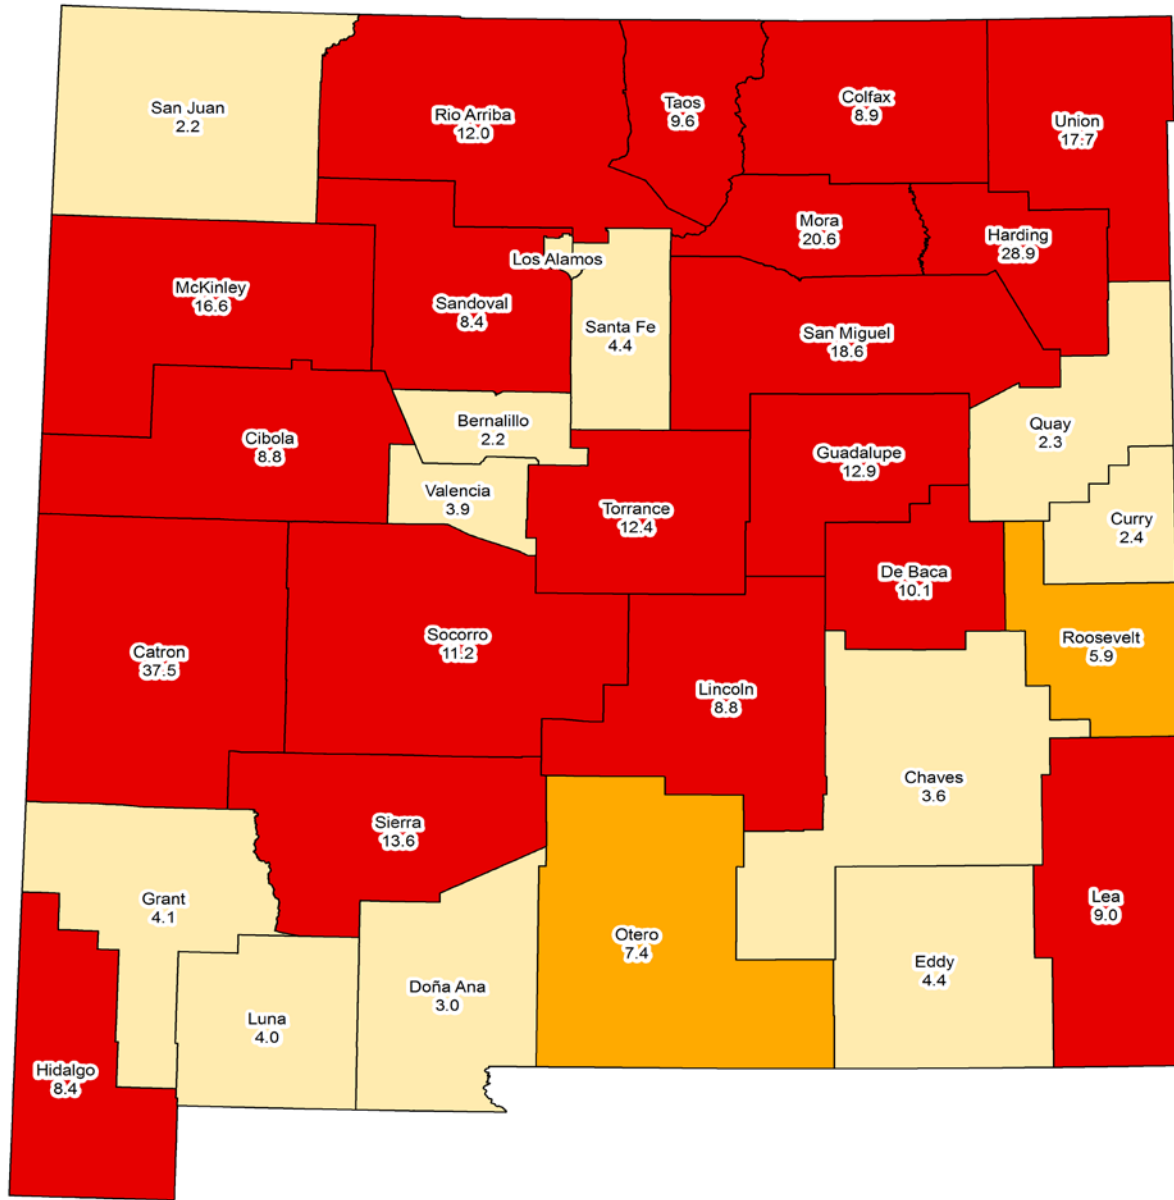 San Juan
2.2
Rio Arriba
12.0
Taos
9.6
Colfax
8.9
Union
17.7
Mora
20.6
Harding
28.9
Los Alamos
McKinley
16.6
Sandoval
8.4
Santa Fe
4.4
San Miguel
18.6
Bernalillo
2.2
Quay
2.3
Cibola
8.8
Guadalupe
12.9
Valencia
3.9
Torrance
12.4
Curry
2.4
De Baca
10.1
Catron
37.5
Socorro
11.2
Roosevelt
5.9
Lincoln
8.8
Chaves
3.6
Sierra
13.6
Grant
4.1
Lea
9.0
Otero
7.4
Eddy
4.4
Doña Ana
3.0
Luna
4.0
Hidalgo
8.4